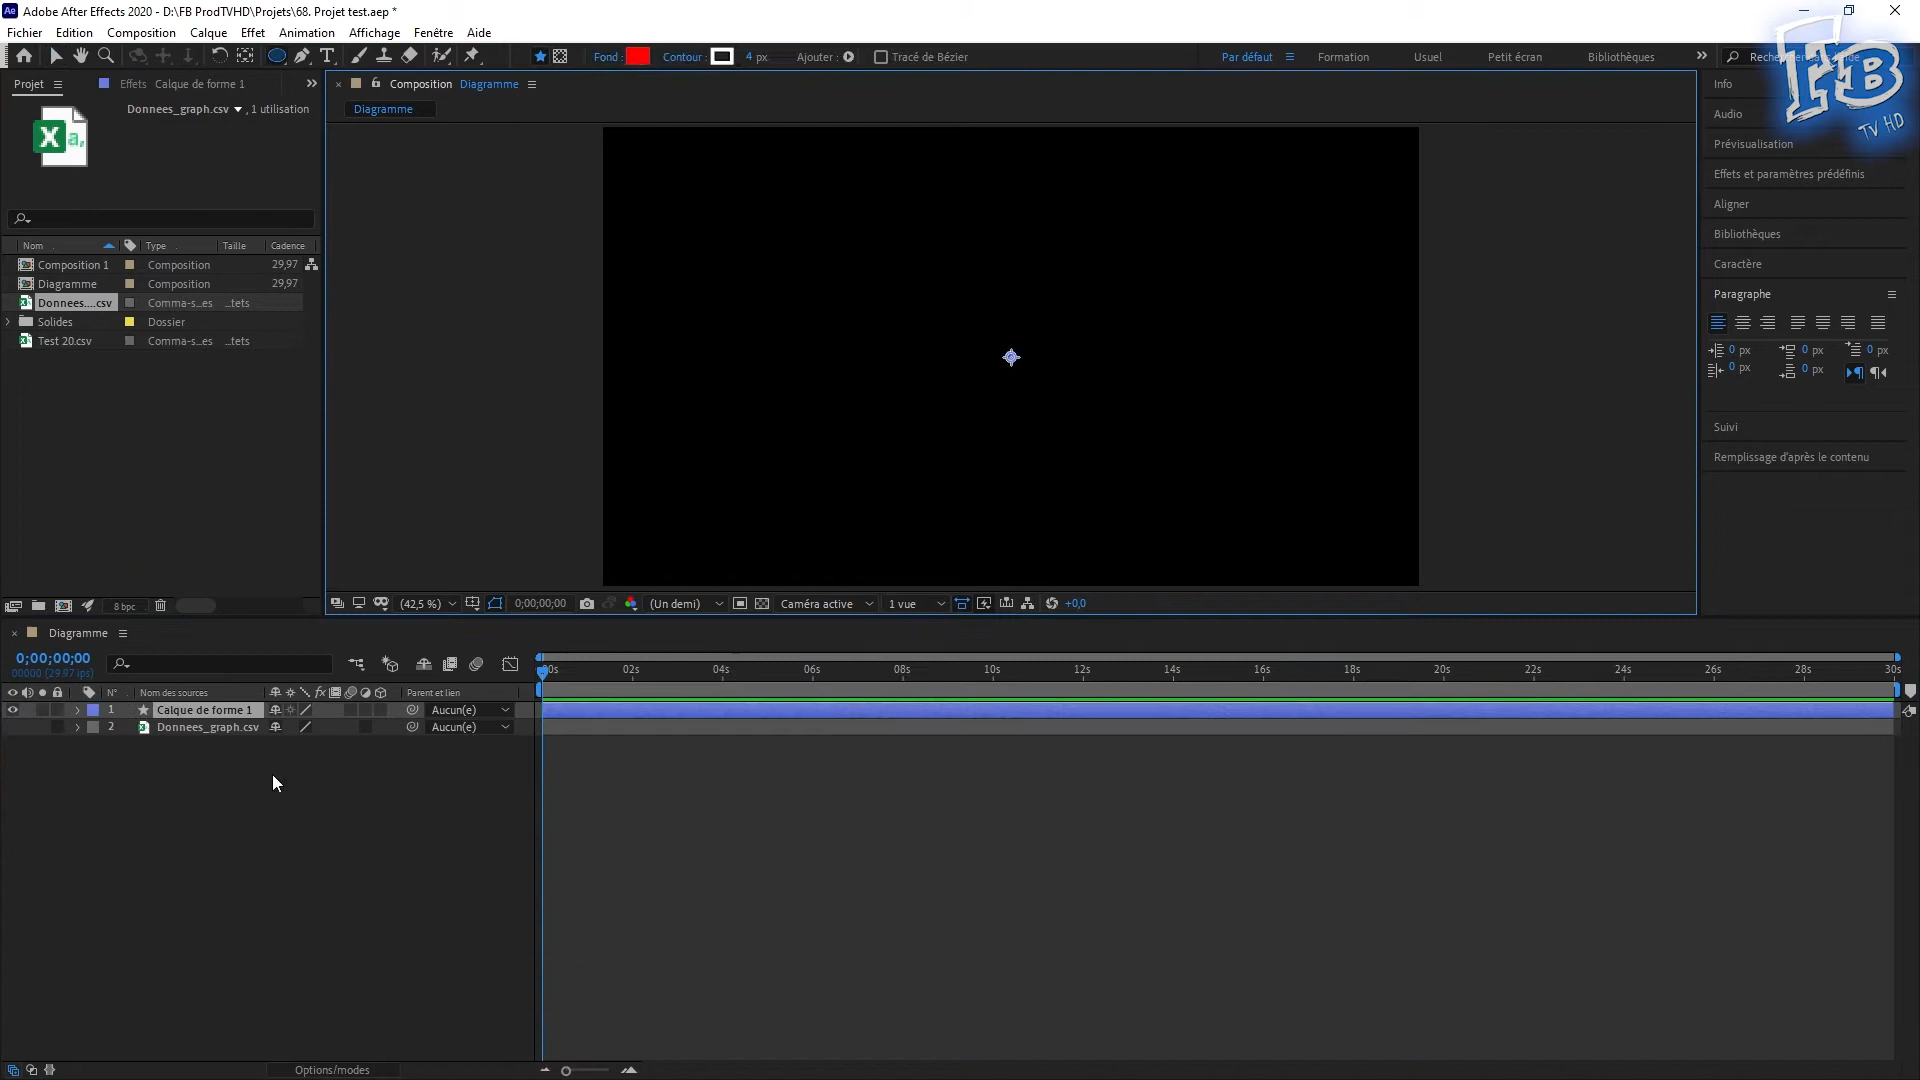 Adobe After Effects 2020 - D:\FB ProdTVHD\Projets\68. Projet test.aep *
Fichier Edition Composition Calque Effet Animation Affichage Fenêtre Aide
Fond : Contour : 4 px Ajouter : Tracé de Bézier Par défaut Formation Usuel Petit écran Bibliothèques
FB
TV HD
Projet Effets Calque de forme 1
Composition Diagramme
Info
Donnees_graph.csv , 1 utilisation
Diagramme
Audio
Prévisualisation
Effets et paramètres prédéfinis
Aligner
Bibliothèques
Nom Type Taille Cadence
Composition 1 Composition 29,97
Caractère
Diagramme Composition 29,97
Paragraphe
Donnees....csv Comma-s...es ...tets
Solides Dossier
Test 20.csv Comma-s...es ...tets
0 px 0 px 0 px
0 px 0 px
Suivi
Remplissage d'après le contenu
8 bpc
(42,5 %) 0;00;00;00 (Un demi) Caméra active 1 vue +0,0
Diagramme
0;00;00;00
00000 (29.97 ips)
00s 02s 04s 06s 08s 10s 12s 14s 16s 18s 20s 22s 24s 26s 28s 30s
N° Nom des sources Parent et lien
1 Calque de forme 1 Aucun(e)
2 Donnees_graph.csv Aucun(e)
Options/modes